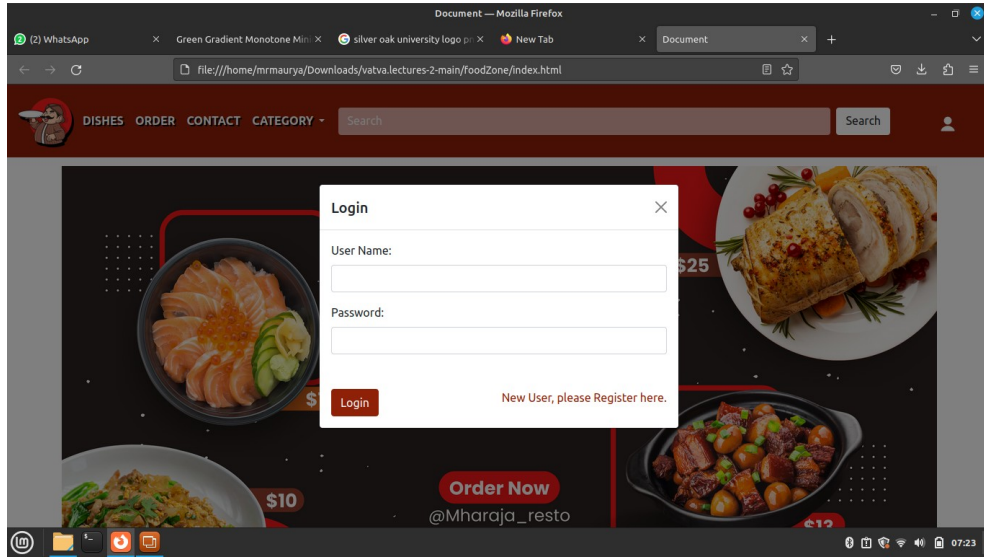 Document — Mozilla Firefox
(2) WhatsApp
Green Gradient Monotone Mini
silver oak university logo pn
New Tab
Document
file:///home/mrmaurya/Downloads/vatva.lectures-2-main/foodZone/index.html
DISHES ORDER CONTACT CATEGORY
Search
Search
Login
User Name:
$25
Password:
Login
New User, please Register here.
Order Now
$10
@Mharaja_resto
$13
07:23